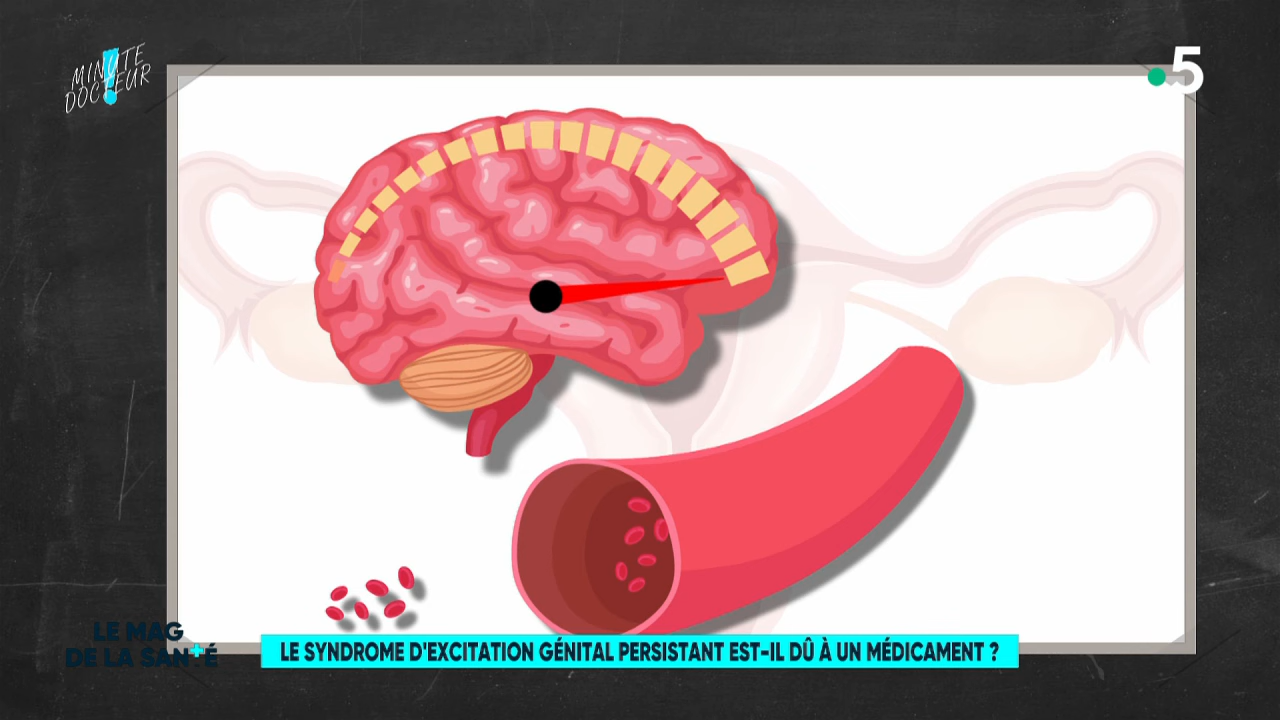 MINUTE
DOCTEUR
5
LE MAG
DE LA SANTÉ
LE SYNDROME D'EXCITATION GÉNITAL PERSISTANT EST-IL DÛ À UN MÉDICAMENT ?